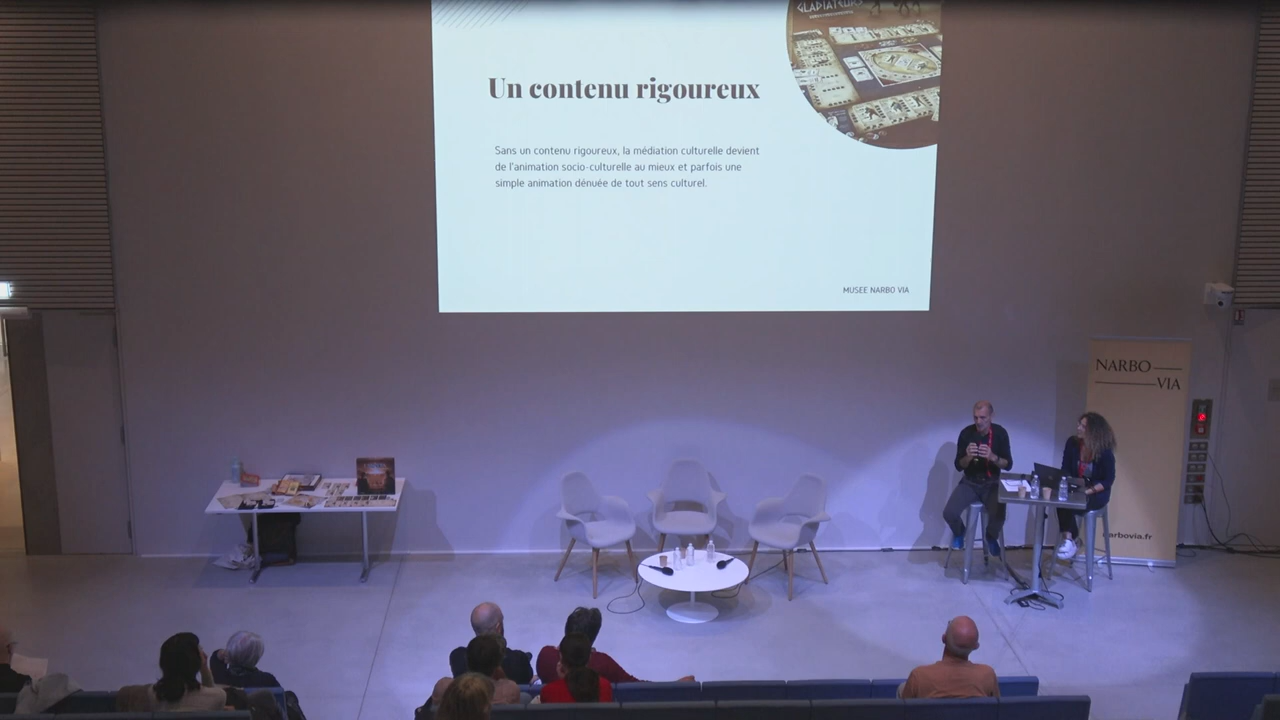 GLADIATEURS
Un contenu rigoureux
Sans un contenu rigoureux, la médiation culturelle devient
de l'animation socio-culturelle au mieux et parfois une
simple animation dénuée de tout sens culturel.
MUSEE NARBO VIA
NARBO
VIA
narbovia.fr